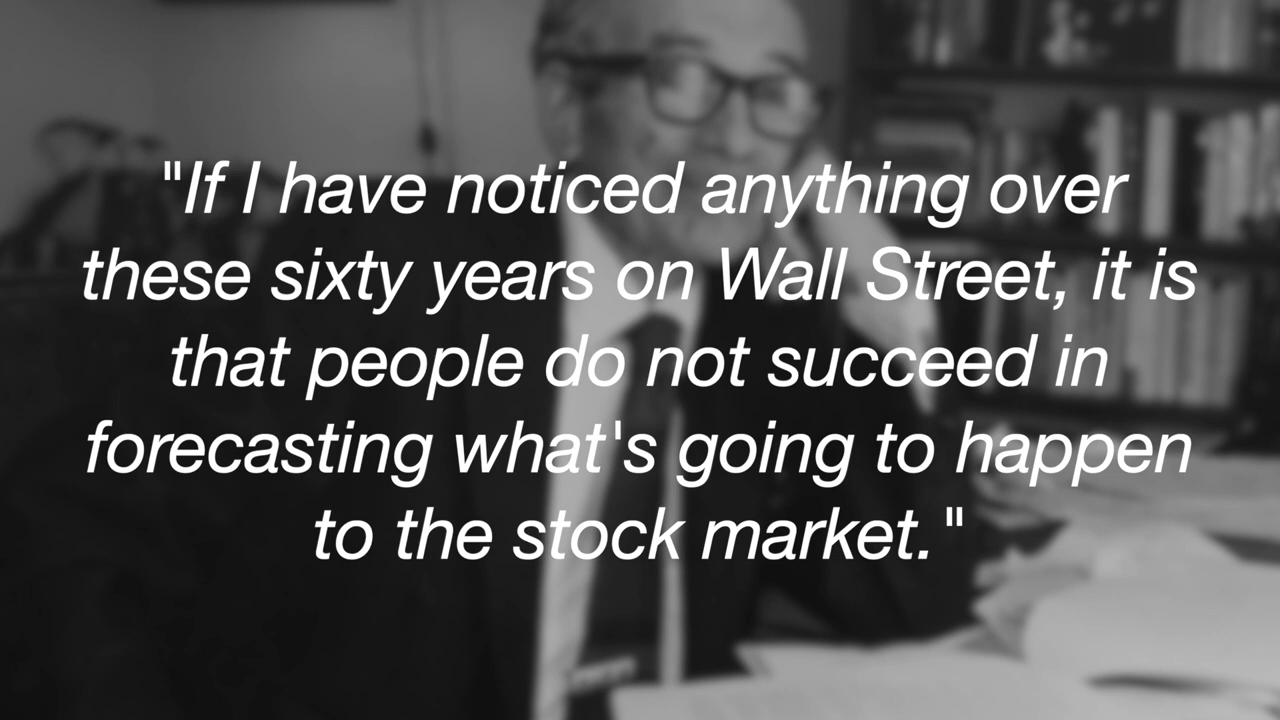 "If I have noticed anything over
these sixty years on Wall Street, it is
that people do not succeed in
forecasting what's going to happen
to the stock market."